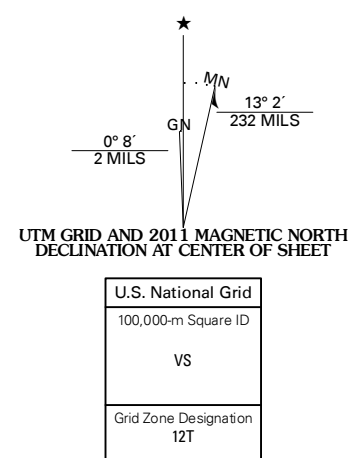 ★
MN
GN
13° 2´
232 MILS
0° 8´
2 MILS
UTM GRID AND 2011 MAGNETIC NORTH
DECLINATION AT CENTER OF SHEET
U.S. National Grid
100,000-m Square ID
VS
Grid Zone Designation
12T